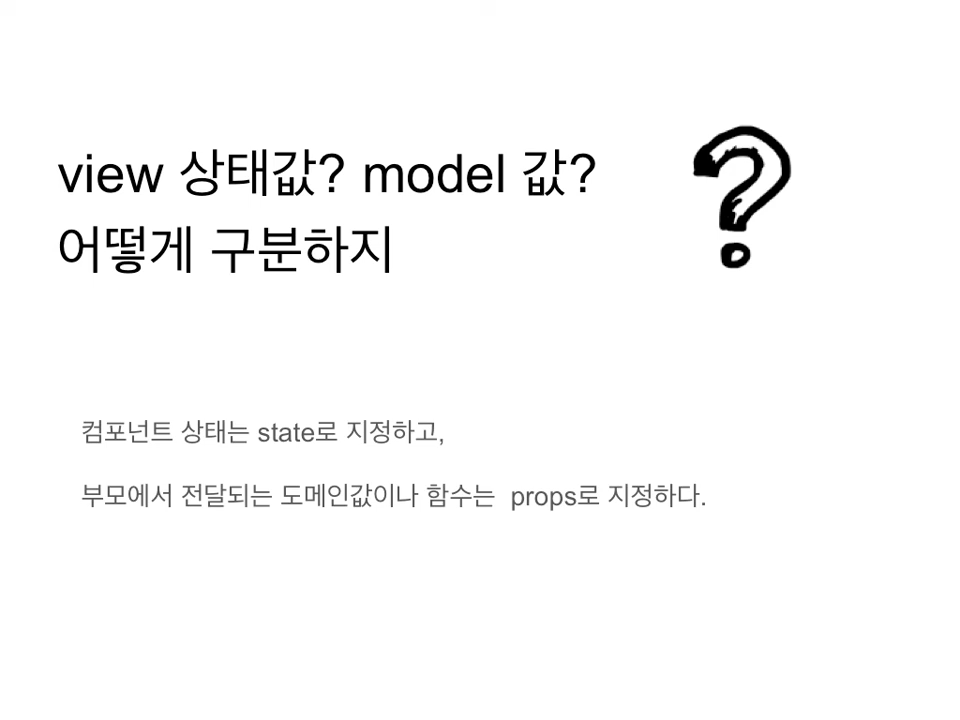 view 상태값? model 값?
어떻게 구분하지
컴포넌트 상태는 state로 지정하고,
부모에서 전달되는 도메인값이나 함수는 props로 지정하다.